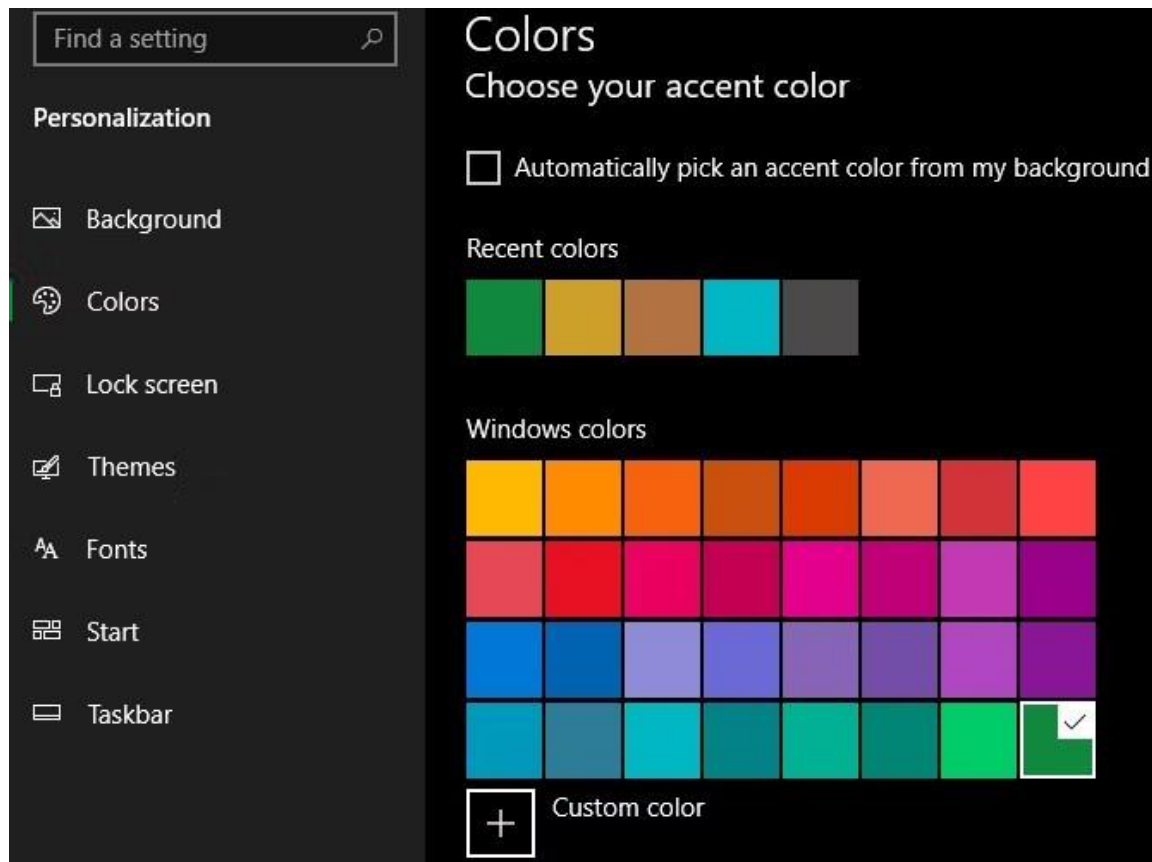 Find a setting
Personalization
Background
Colors
Lock screen
Themes
Fonts
Start
Taskbar
Colors
Choose your accent color
Automatically pick an accent color from my background
Recent colors
Windows colors
Custom color